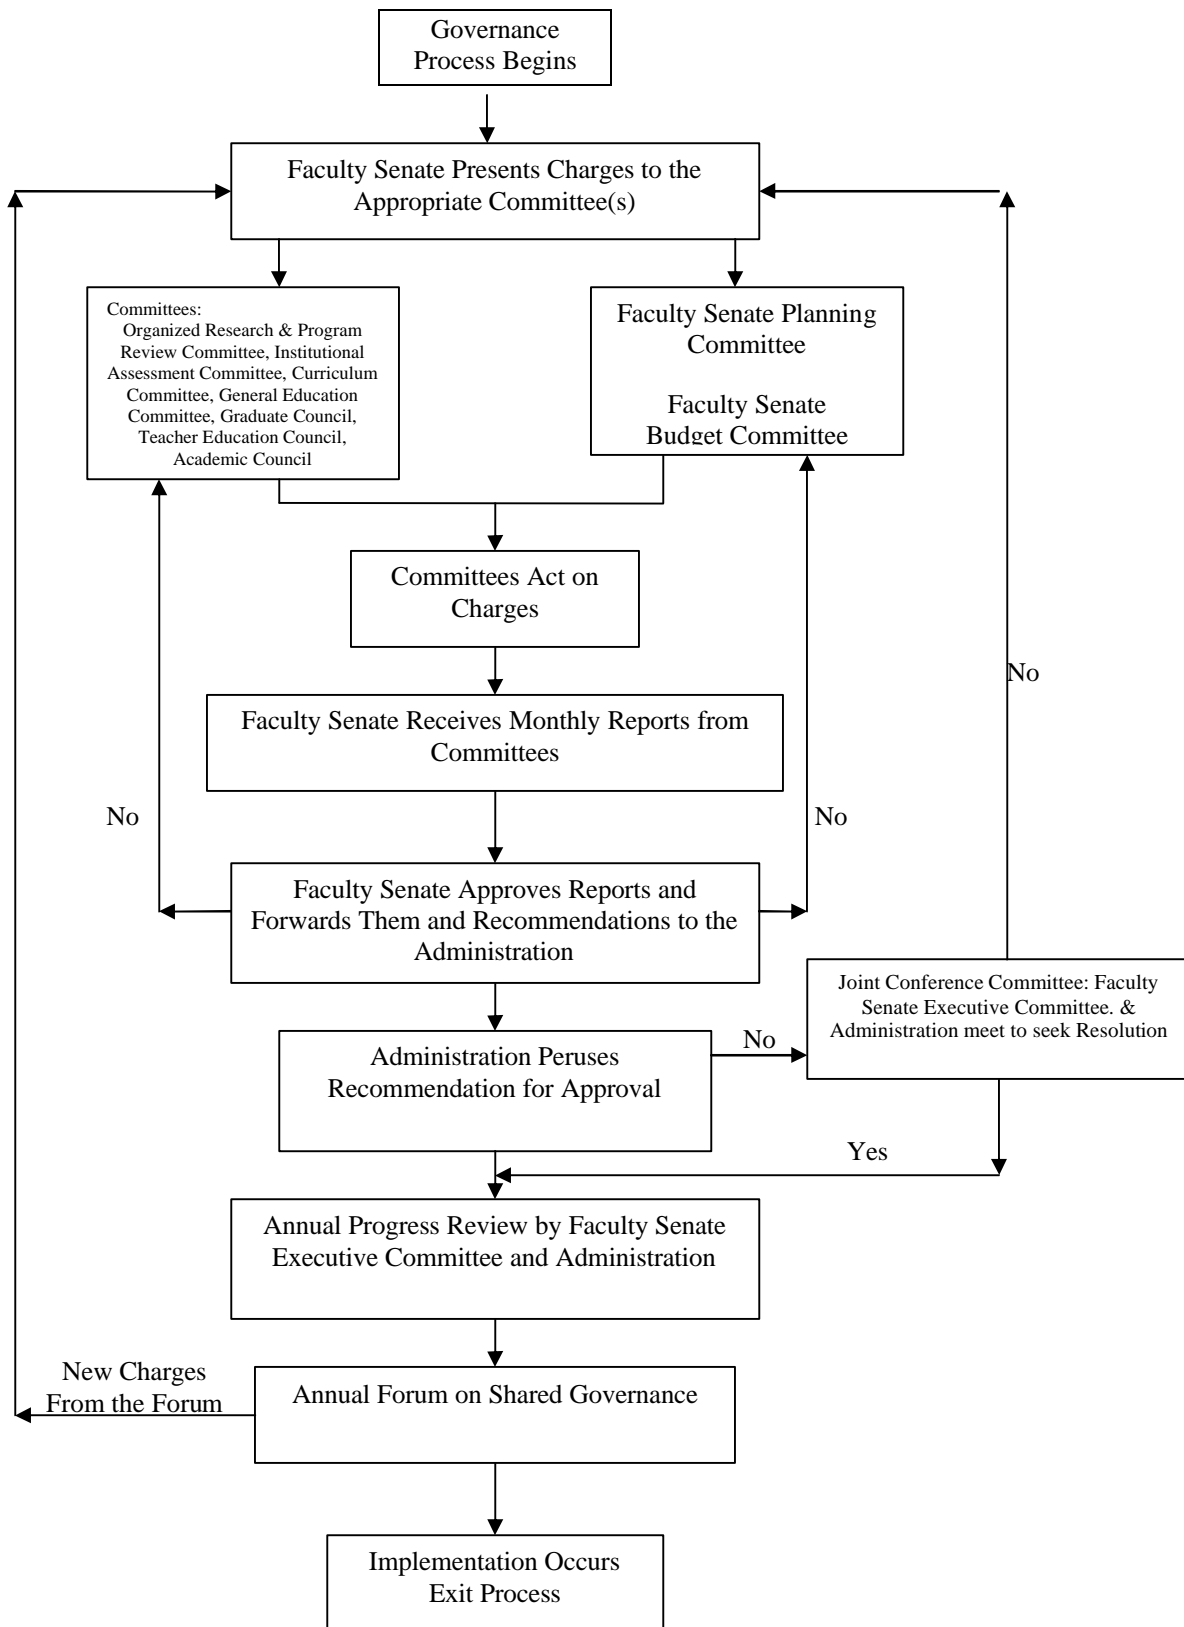 Governance
Process Begins
Faculty Senate Presents Charges to the
Appropriate Committee(s)
Committees:
Organized Research & Program
Review Committee, Institutional
Assessment Committee, Curriculum
Committee, General Education
Committee, Graduate Council,
Teacher Education Council,
Academic Council
Faculty Senate Planning
Committee
Faculty Senate
Budget Committee
Committees Act on
Charges
No
Faculty Senate Receives Monthly Reports from
Committees
No
No
Faculty Senate Approves Reports and
Forwards Them and Recommendations to the
Administration
Joint Conference Committee: Faculty
Senate Executive Committee. &
Administration meet to seek Resolution
No
Administration Peruses
Recommendation for Approval
Yes
Annual Progress Review by Faculty Senate
Executive Committee and Administration
New Charges
From the Forum
Annual Forum on Shared Governance
Implementation Occurs
Exit Process